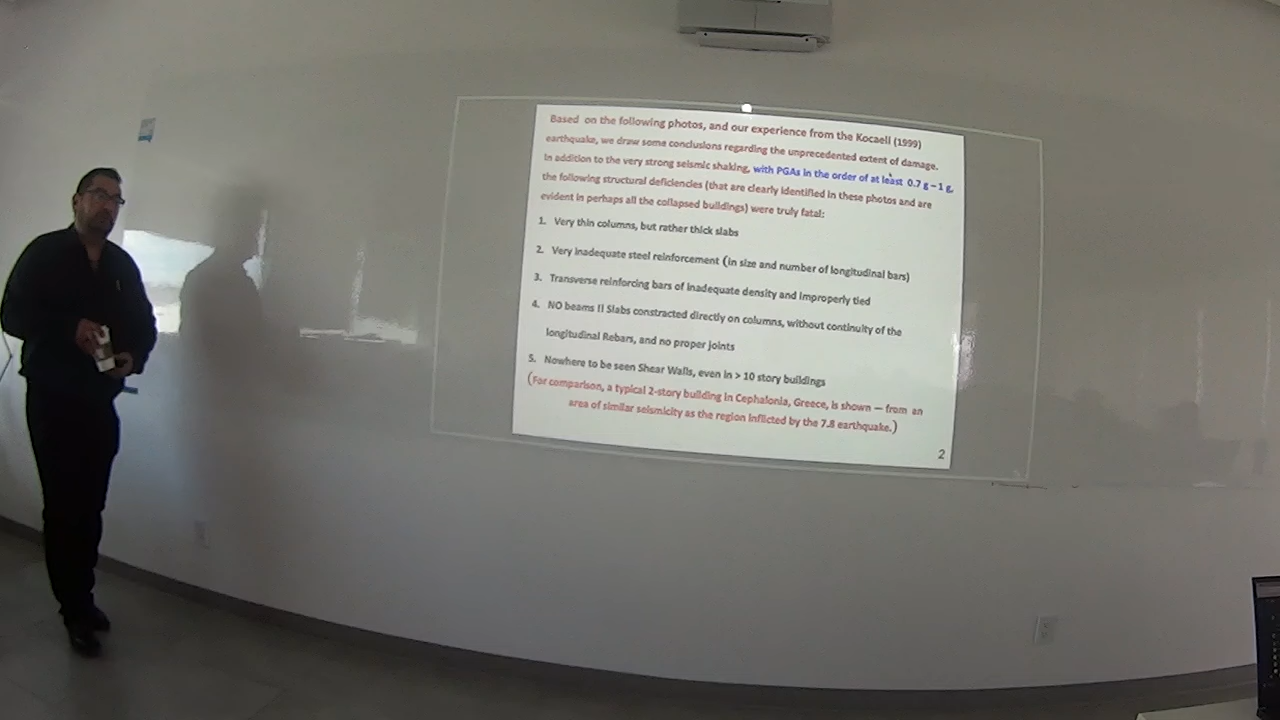 Based on the following photos, and our experience from the Kocaeli (1999)
earthquake, we draw some conclusions regarding the unprecedented extent of damage.
In addition to the very strong seismic shaking, with PGAs in the order of at least 0.7 g – 1 g,
the following structural deficiencies (that are clearly identified in these photos and are
evident in perhaps all the collapsed buildings) were truly fatal:
1. Very thin columns, but rather thick slabs
2. Very inadequate steel reinforcement (in size and number of longitudinal bars)
3. Transverse reinforcing bars of inadequate density and improperly tied
4. NO beams !! Slabs constracted directly on columns, without continuity of the
longitudinal Rebars, and no proper joints
5. Nowhere to be seen Shear Walls, even in > 10 story buildings
(For comparison, a typical 2-story building in Cephalonia, Greece, is shown — from an
area of similar seismicity as the region inflicted by the 7.8 earthquake.)
2